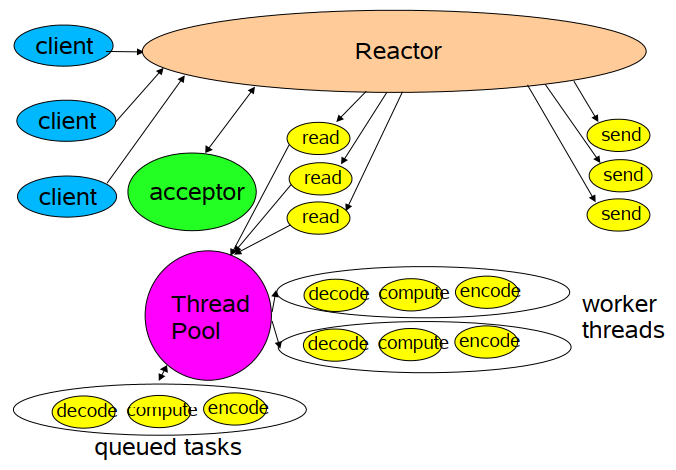 client
Reactor
client
client
acceptor
read
read
read
send
send
send
Thread
Pool
decode
compute
encode
decode
compute
encode
worker
threads
decode
compute
encode
queued tasks